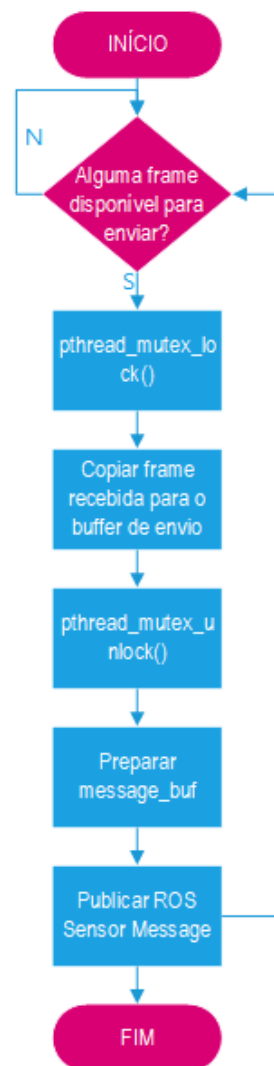 INÍCIO
N
Alguma frame
disponivel para
enviar?
S
pthread_mutex_lo
ck()
Copiar frame
recebida para o
buffer de envio
pthread_mutex_u
nlock()
Preparar
message_buf
Publicar ROS
Sensor Message
FIM